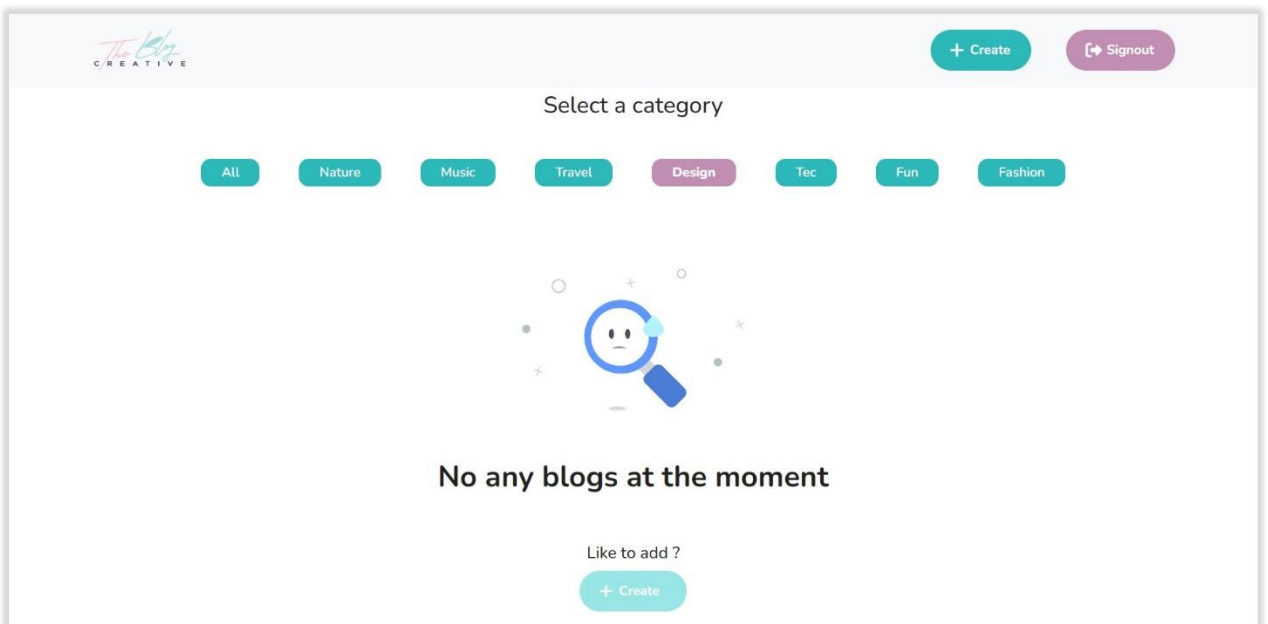 The Blog
CREATIVE
+ Create
Signout
Select a category
All Nature Music Travel Design Tec Fun Fashion
No any blogs at the moment
Like to add ?
+ Create